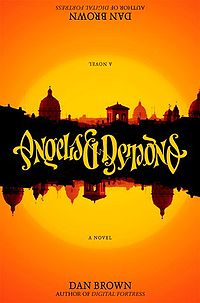 AUTHOR OF DIGITAL FORTRESS
DAN BROWN
A NOVEL
Angels & Demons
A NOVEL
DAN BROWN
AUTHOR OF DIGITAL FORTRESS